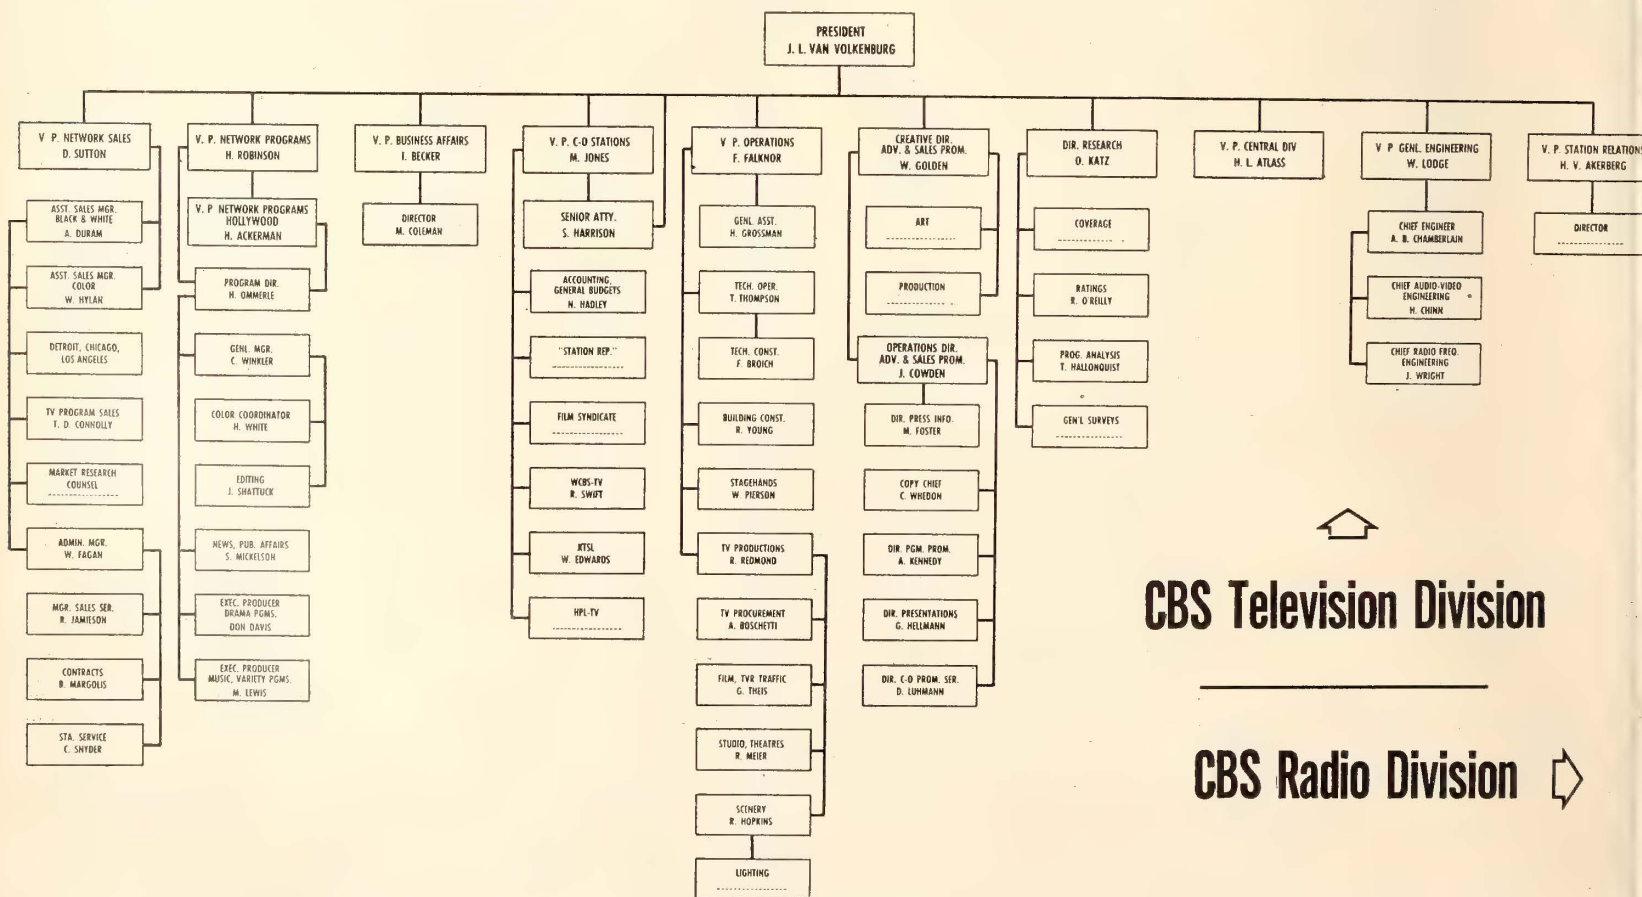 PRESIDENT
J. L. VAN VOLKENBURG
V P. NETWORK SALES
D. SUTTON
ASST. SALES MGR.
BLACK & WHITE
A. DURAM
ASST. SALES MGR.
COLOR
W. HYLAN
DETROIT, CHICAGO,
LOS ANGELES
TV PROGRAM SALES
T. D. CONNOLLY
MARKET RESEARCH
COUNSEL
ADMIN. MGR.
W. FAGAN
MGR. SALES SER.
R. JAMIESON
CONTRACTS
B. MARGOLIS
STA. SERVICE
C. SNYDER
V. P. NETWORK PROGRAMS
H. ROBINSON
V. P NETWORK PROGRAMS
HOLLYWOOD
H. ACKERMAN
PROGRAM DIR.
H. OMMERLE
GENL. MGR.
C. WINKLER
COLOR COORDINATOR
H. WHITE
EDITING
J. SHATTUCK
NEWS, PUB. AFFAIRS
S. MICKELSON
EXEC. PRODUCER
DRAMA PGMS.
DON DAVIS
EXEC. PRODUCER
MUSIC, VARIETY PGMS.
M. LEWIS
V. P. BUSINESS AFFAIRS
I. BECKER
DIRECTOR
M. COLEMAN
V. P. C-O STATIONS
M. JONES
SENIOR ATTY.
S. HARRISON
ACCOUNTING,
GENERAL BUDGETS
N. HADLEY
"STATION REP."
FILM SYNDICATE
WCBS-TV
R. SWIFT
KTSL
W. EDWARDS
HPL-TV
V P. OPERATIONS
F. FALKNOR
GENL. ASST.
H. GROSSMAN
TECH. OPER.
T. THOMPSON
TECH. CONST.
F. BROICH
BUILDING CONST.
R. YOUNG
STAGEHANDS
W. PIERSON
TV PRODUCTIONS
R. REDMOND
TV PROCUREMENT
A. BOSCHETTI
FILM, TVR TRAFFIC
G. THEIS
STUDIO, THEATRES
R. MEIER
SCENERY
R. HOPKINS
LIGHTING
CREATIVE DIR.
ADV. & SALES PROM.
W. GOLDEN
ART
PRODUCTION
OPERATIONS DIR.
ADV. & SALES PROM.
J. COWDEN
DIR. PRESS INFO.
M. FOSTER
COPY CHIEF
C. WHEDON
DIR. PGM. PROM.
A. KENNEDY
DIR. PRESENTATIONS
G. HELLMANN
DIR. C-O PROM. SER.
D. LUHMANN
DIR. RESEARCH
O. KATZ
COVERAGE
RATINGS
R. O'REILLY
PROG. ANALYSIS
T. HALLONQUIST
GEN'L SURVEYS
V. P. CENTRAL DIV
H. L. ATLASS
V P GENL. ENGINEERING
W. LODGE
CHIEF ENGINEER
A. B. CHAMBERLAIN
CHIEF AUDIO-VIDEO
ENGINEERING
H. CHINN
CHIEF RADIO FREQ.
ENGINEERING
J. WRIGHT
V. P. STATION RELATIONS
H. V. AKERBERG
DIRECTOR
CBS Television Division
CBS Radio Division